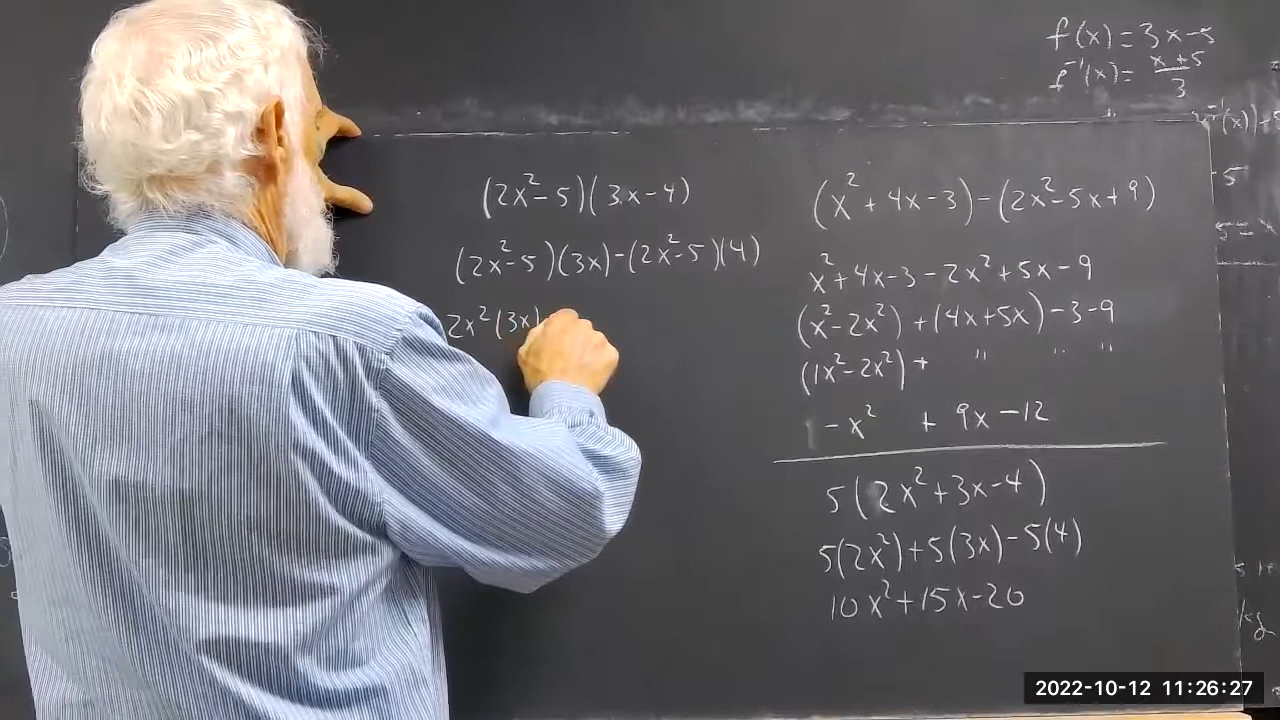 f(x) = 3x-5
f⁻¹(x) = (x+5)/3
(2x²-5)(3x-4)
(2x²-5)(3x)-(2x²-5)(4)
2x²(3x)
(x²+4x-3)-(2x²-5x+9)
x²+4x-3-2x²+5x-9
(x²-2x²)+(4x+5x)-3-9
(1x²-2x²)+ " " "
-x² + 9x-12
5(2x²+3x-4)
5(2x²)+5(3x)-5(4)
10x²+15x-20
2022-10-12 11:26:27